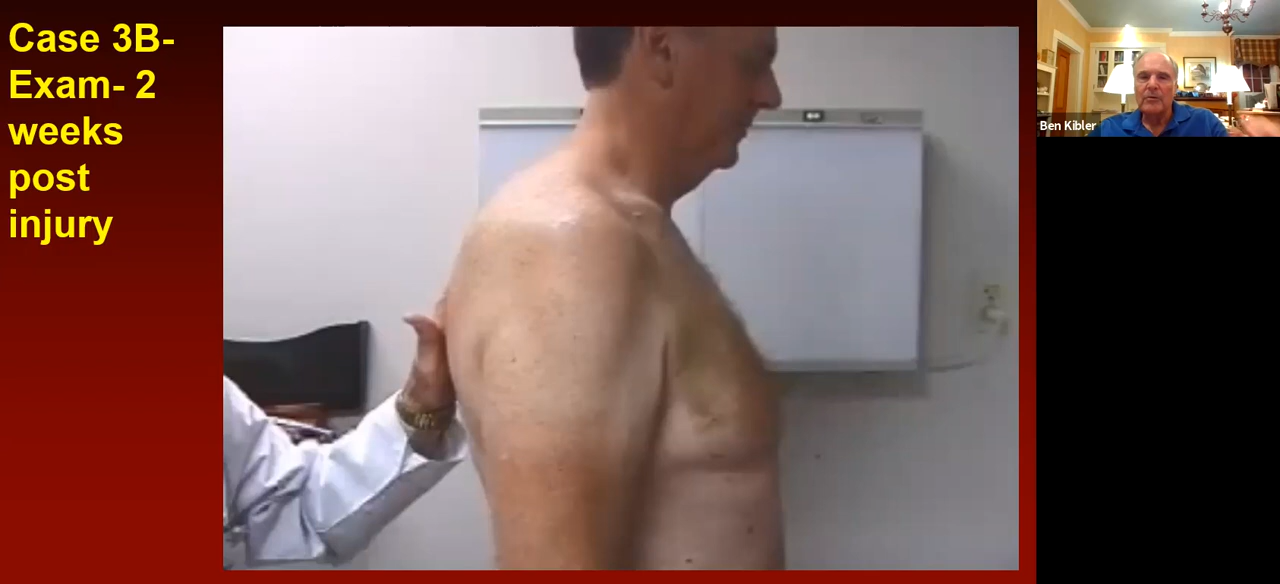 Case 3B-
Exam- 2
weeks
post
injury
Ben Kibler